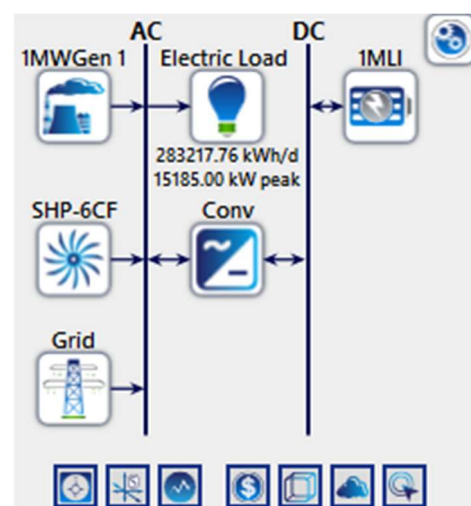 AC DC
1MWGen 1 Electric Load 1MLI
283217.76 kWh/d
15185.00 kW peak
SHP-6CF Conv
Grid